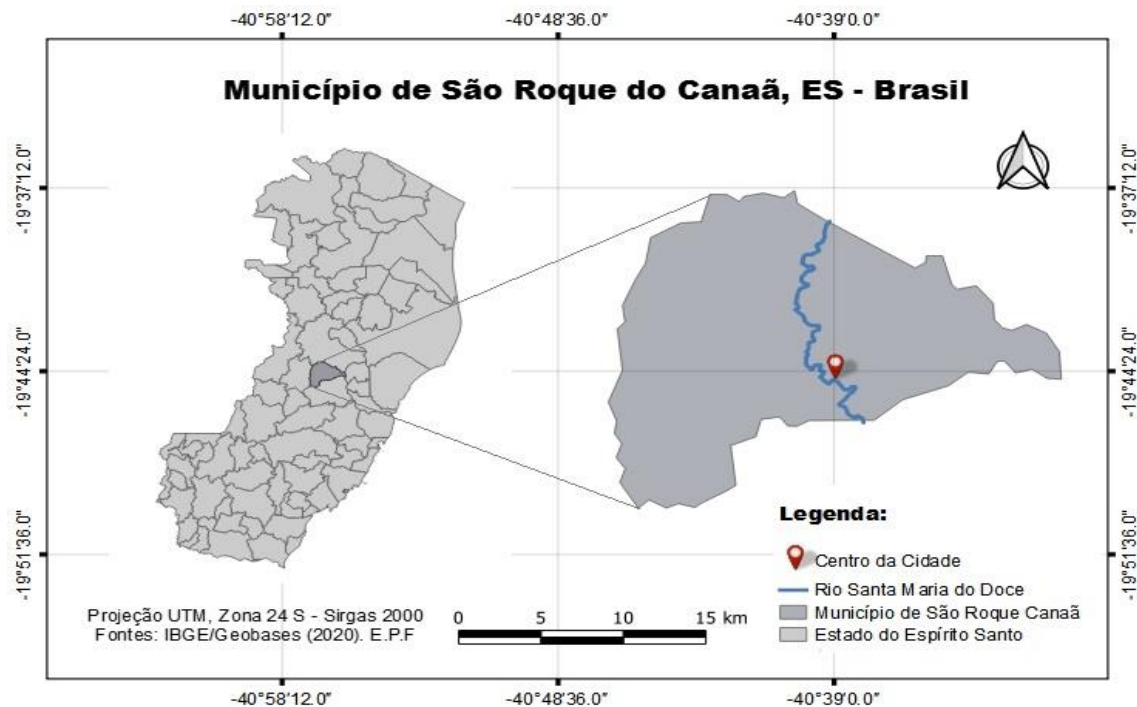 -40°58'12.0"
-40°48'36.0"
-40°39'0.0"
Município de São Roque do Canaã, ES - Brasil
-19°37'12.0"
-19°37'12.0"
-19°44'24.0"
-19°44'24.0"
-19°51'36.0"
-19°51'36.0"
Legenda:
Centro da Cidade
Rio Santa Maria do Doce
Município de São Roque Canaã
Estado do Espírito Santo
Projeção UTM, Zona 24 S - Sirgas 2000
Fontes: IBGE/Geobases (2020). E.P.F
0 5 10 15 km
-40°58'12.0"
-40°48'36.0"
-40°39'0.0"